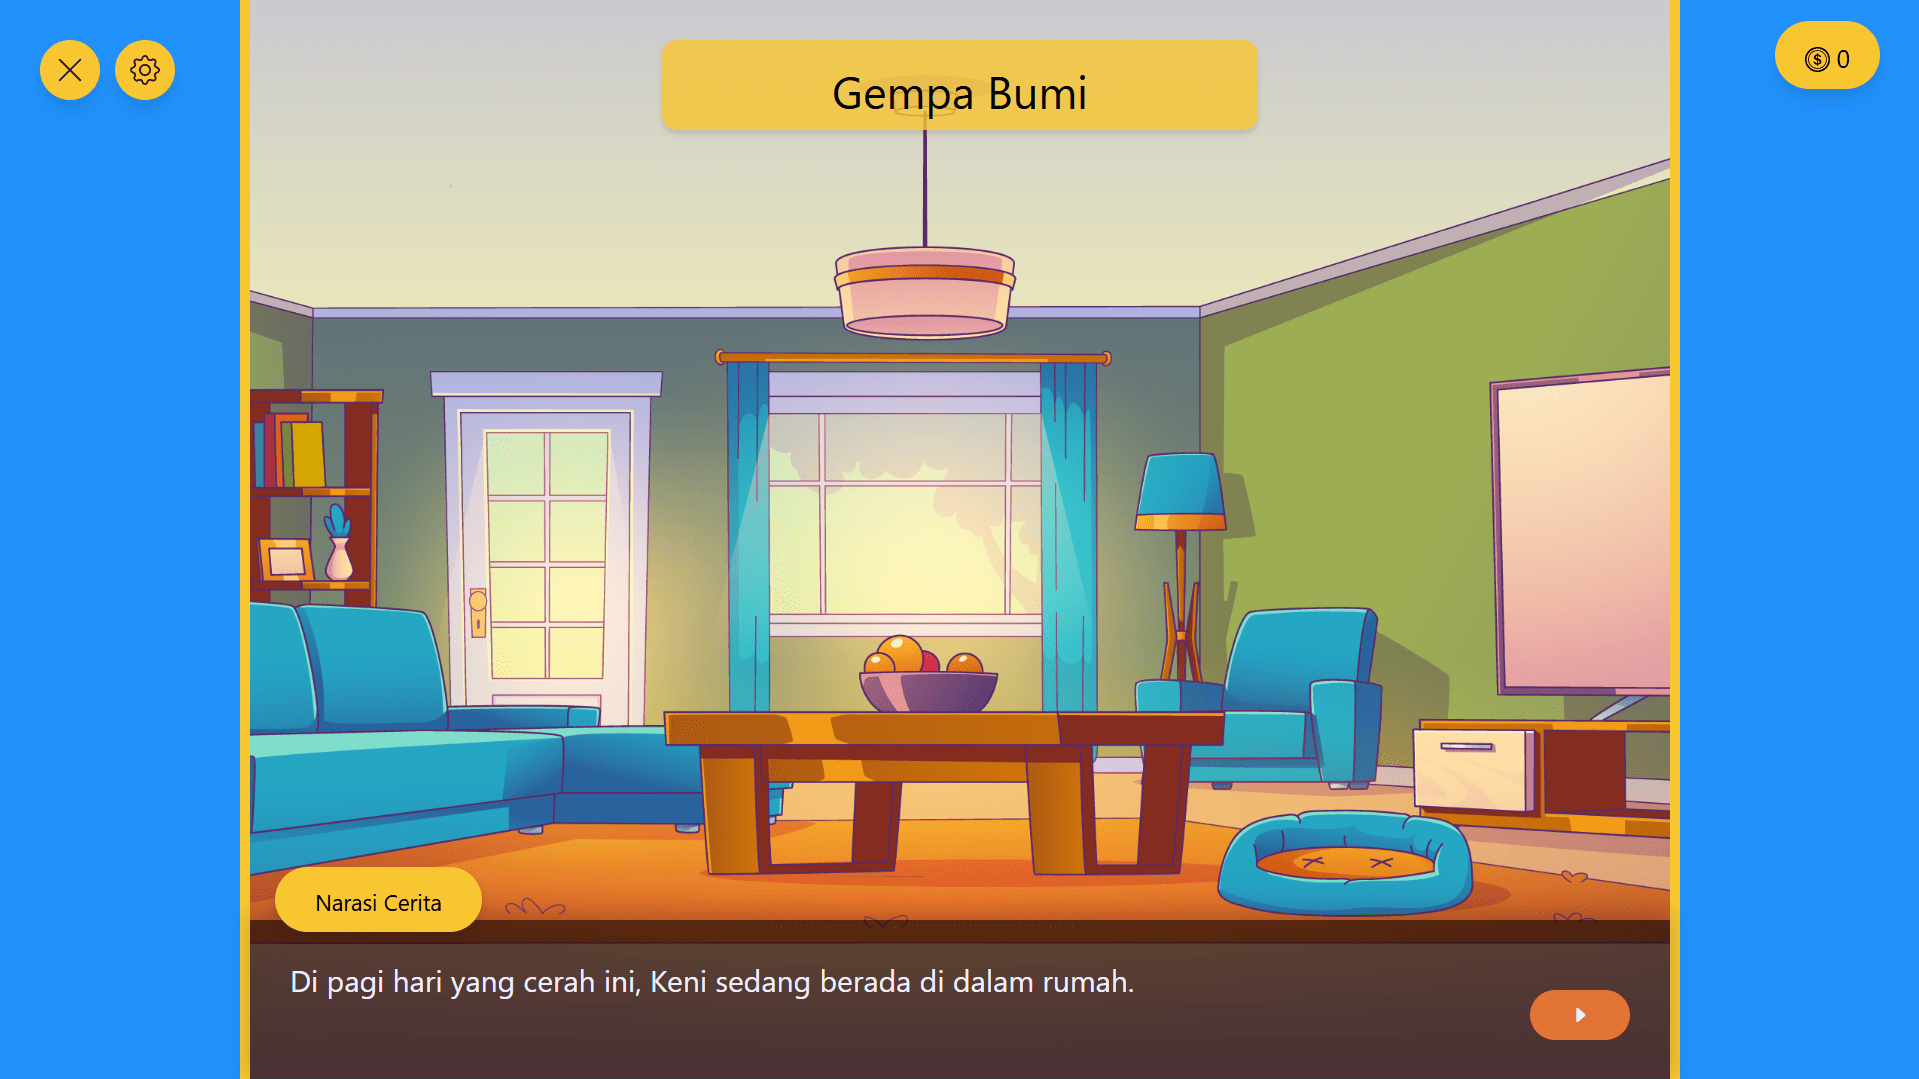 Gempa Bumi
$ 0
Narasi Cerita
Di pagi hari yang cerah ini, Keni sedang berada di dalam rumah.